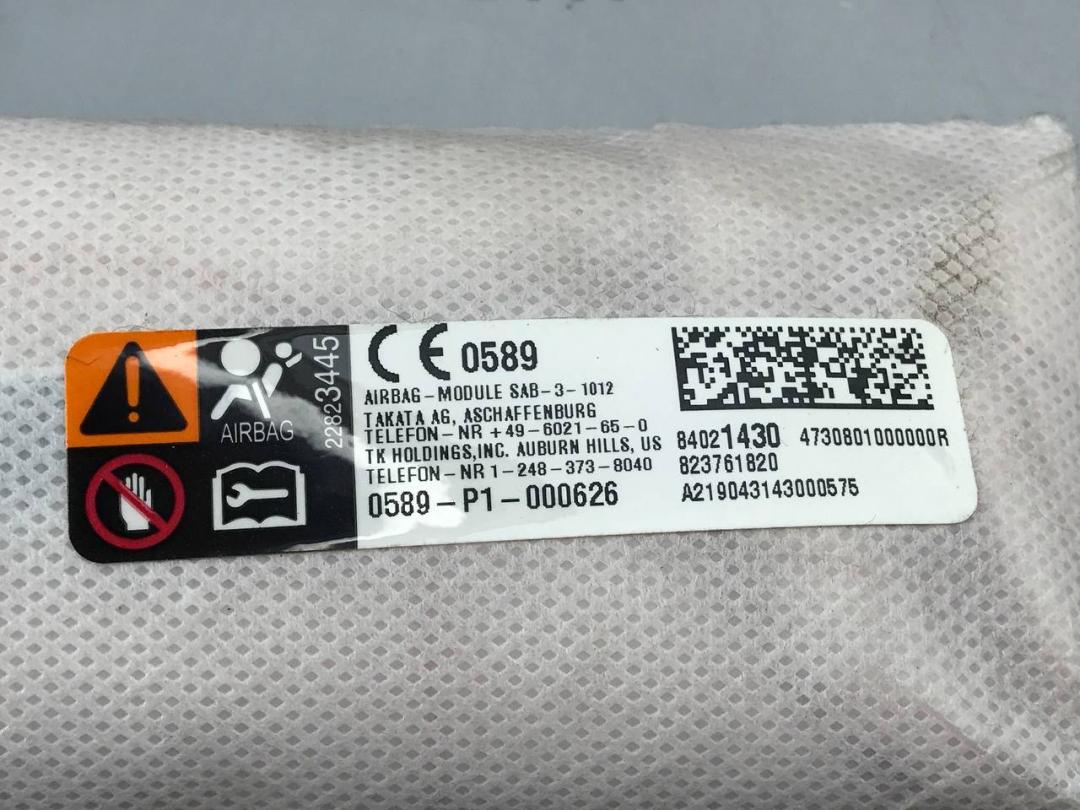 AIRBAG
22823445
CE 0589
AIRBAG-MODULE SAB-3-1012
TAKATA AG, ASCHAFFENBURG
TELEFON-NR +49-6021-65-0
TK HOLDINGS,INC. AUBURN HILLS, US
TELEFON-NR 1-248-373-8040
0589-P1-000626
84021430 4730801000000R
823761820
A219043143000575